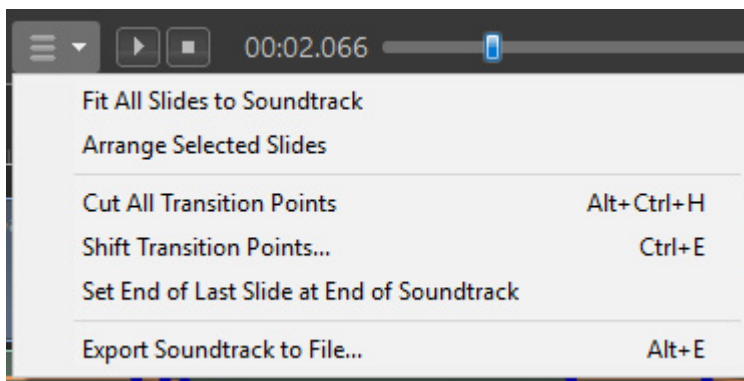 00:02.066
Fit All Slides to Soundtrack
Arrange Selected Slides
Cut All Transition Points Alt+Ctrl+H
Shift Transition Points... Ctrl+E
Set End of Last Slide at End of Soundtrack
Export Soundtrack to File... Alt+E